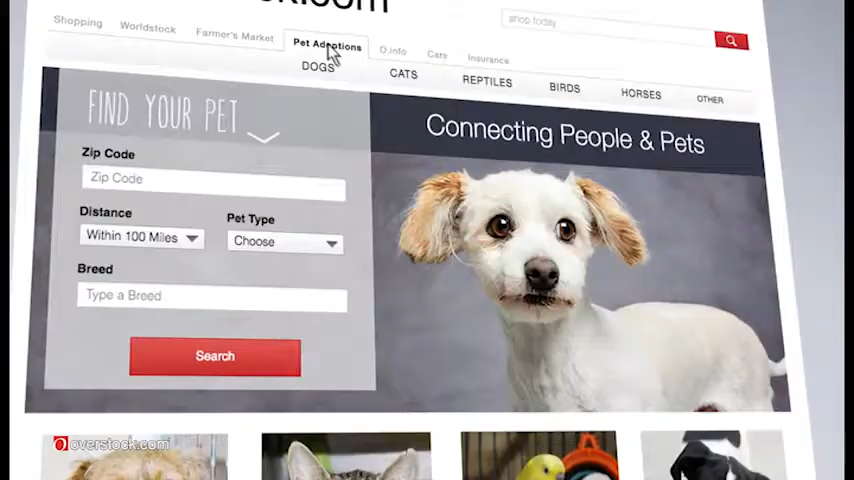 Shopping
Worldstock
Farmer's Market
Pet Adoptions
O.info
Cars
Insurance
shop today
DOGS
CATS
REPTILES
BIRDS
HORSES
OTHER
FIND YOUR PET
Connecting People & Pets
Zip Code
Zip Code
Distance
Pet Type
Within 100 Miles
Choose
Breed
Type a Breed
Search
overstock.com